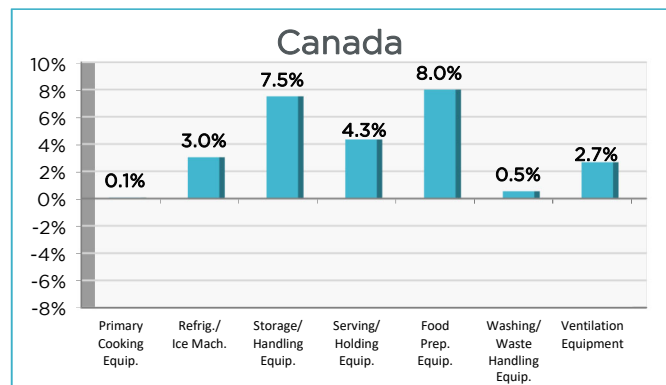 Canada
10%
8%
6%
4%
2%
0%
-2%
-4%
-6%
-8%
0.1%
3.0%
7.5%
4.3%
8.0%
0.5%
2.7%
Primary
Cooking
Equip.
Refrig./
Ice Mach.
Storage/
Handling
Equip.
Serving/
Holding
Equip.
Food
Prep.
Equip.
Washing/
Waste
Handling
Equip.
Ventilation
Equipment